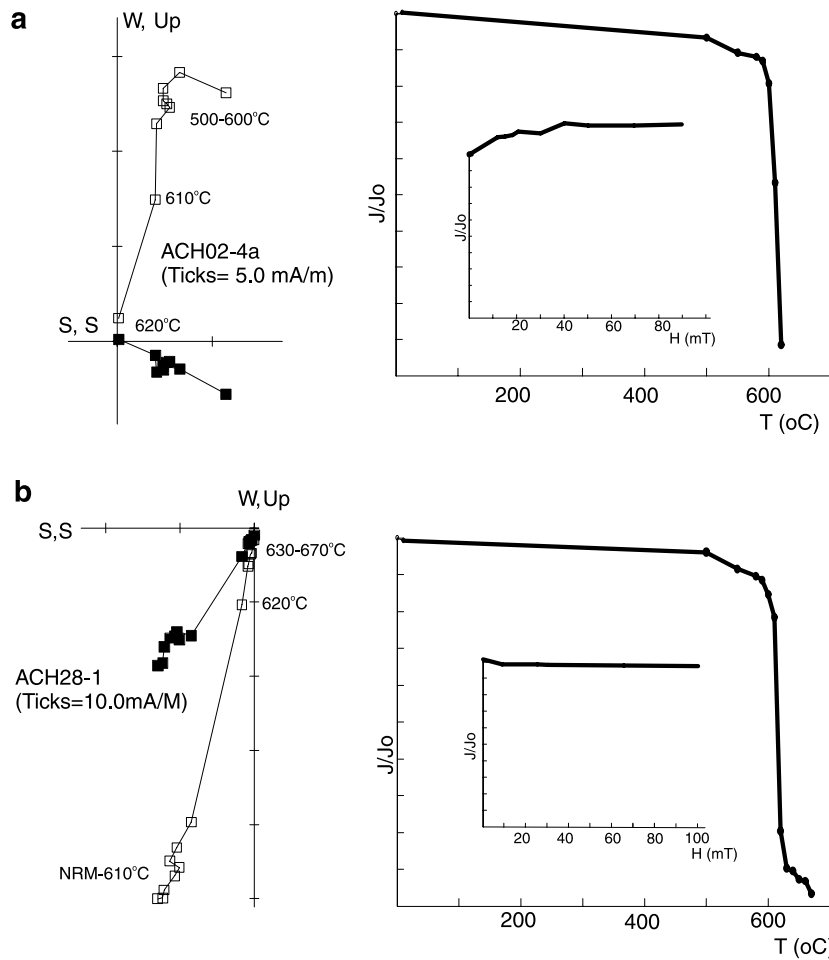 a
W, Up
500-600°C
610°C
ACH02-4a
(Ticks= 5.0 mA/m)
S, S
620°C
J/Jo
J/Jo
20 40 60 80
H (mT)
200 400 600
T (oC)
b
W, Up
S,S
630-670°C
620°C
ACH28-1
(Ticks=10.0mA/M)
NRM-610°C
J/Jo
J/Jo
20 40 60 80 100
H (mT)
200 400 600
T (oC)